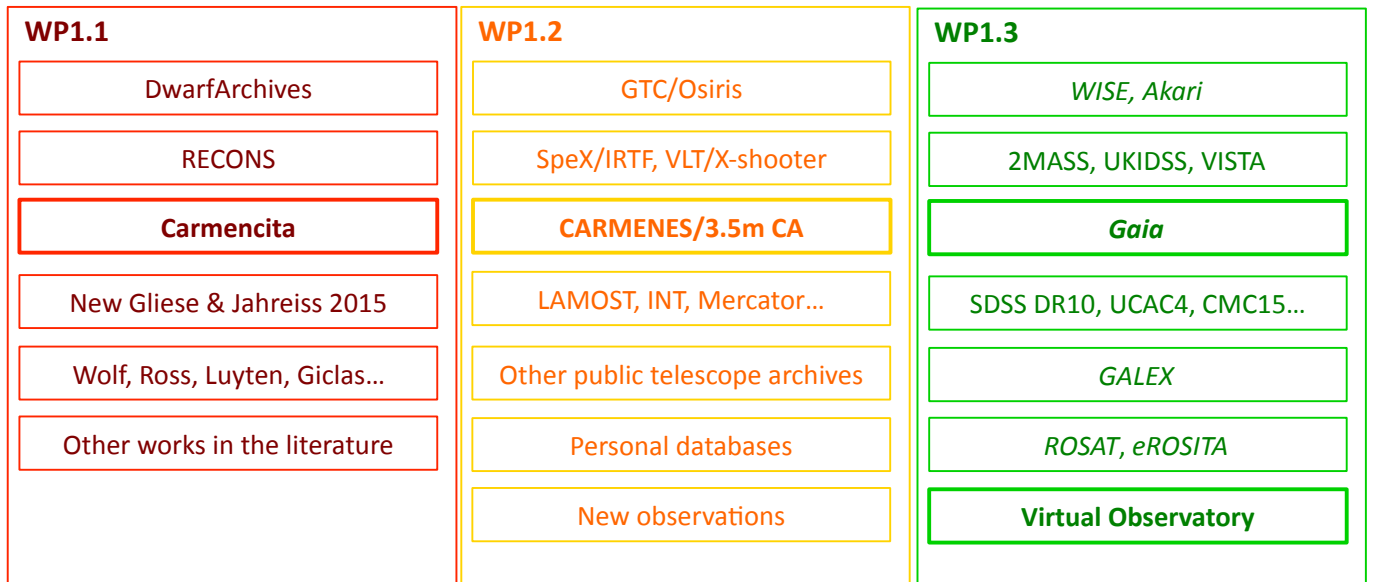 WP1.1
DwarfArchives
RECONS
Carmencita
New Gliese & Jahreiss 2015
Wolf, Ross, Luyten, Giclas…
Other works in the literature
WP1.2
GTC/Osiris
SpeX/IRTF, VLT/X-shooter
CARMENES/3.5m CA
LAMOST, INT, Mercator…
Other public telescope archives
Personal databases
New observations
WP1.3
WISE, Akari
2MASS, UKIDSS, VISTA
Gaia
SDSS DR10, UCAC4, CMC15…
GALEX
ROSAT, eROSITA
Virtual Observatory